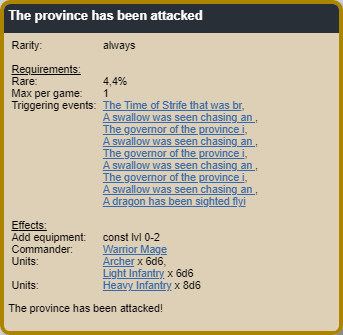 The province has been attacked
Rarity: always
Requirements:
Rare: 4,4%
Max per game: 1
Triggering events: The Time of Strife that was br,
A swallow was seen chasing an ,
The governor of the province i,
A swallow was seen chasing an ,
The governor of the province i,
A swallow was seen chasing an ,
The governor of the province i,
A swallow was seen chasing an ,
A dragon has been sighted flyi
Effects:
Add equipment: const lvl 0-2
Commander: Warrior Mage
Units: Archer x 6d6,
Light Infantry x 6d6
Units: Heavy Infantry x 8d6
The province has been attacked!